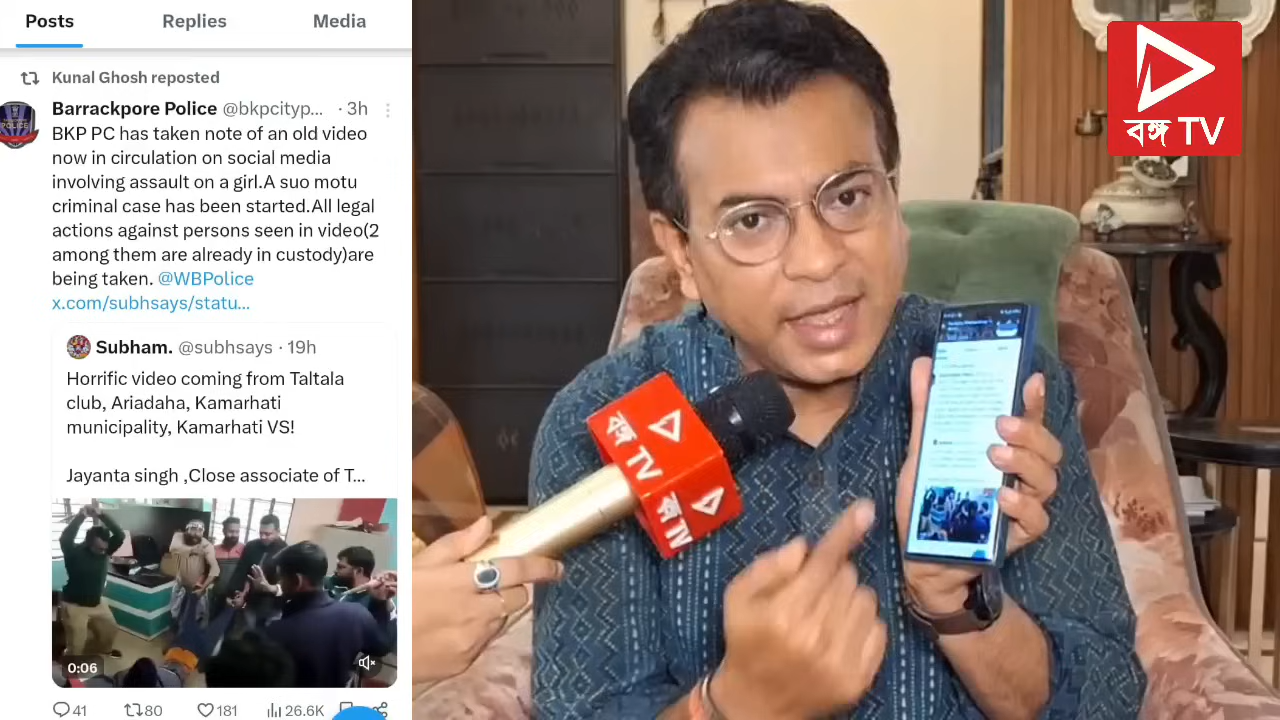 Posts Replies Media
Kunal Ghosh reposted
Barrackpore Police @bkpcityp... · 3h
BKP PC has taken note of an old video
now in circulation on social media
involving assault on a girl.A suo motu
criminal case has been started.All legal
actions against persons seen in video(2
among them are already in custody)are
being taken. @WBPolice
x.com/subhsays/statu...
Subham. @subhsays · 19h
Horrific video coming from Taltala
club, Ariadaha, Kamarhati
municipality, Kamarhati VS!
Jayanta singh ,Close associate of T...
0:06
41 80 181 26.6K
বঙ্গ TV
বঙ্গ TV
বঙ্গ TV